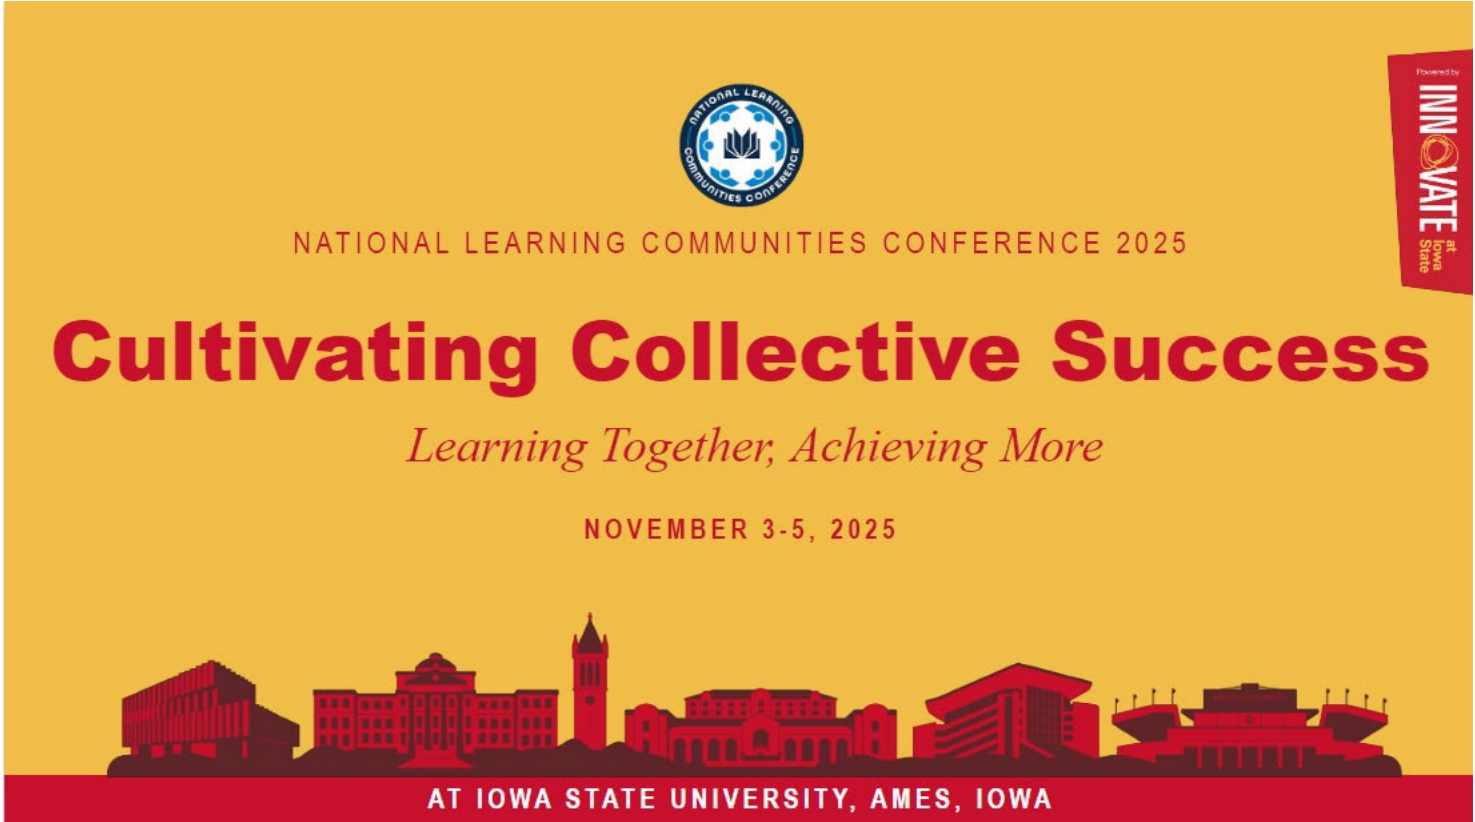 NATIONAL LEARNING
COMMUNITIES CONFERENCE
Powered by
INNOVATE
at
Iowa
State
NATIONAL LEARNING COMMUNITIES CONFERENCE 2025
Cultivating Collective Success
Learning Together, Achieving More
NOVEMBER 3-5, 2025
AT IOWA STATE UNIVERSITY, AMES, IOWA